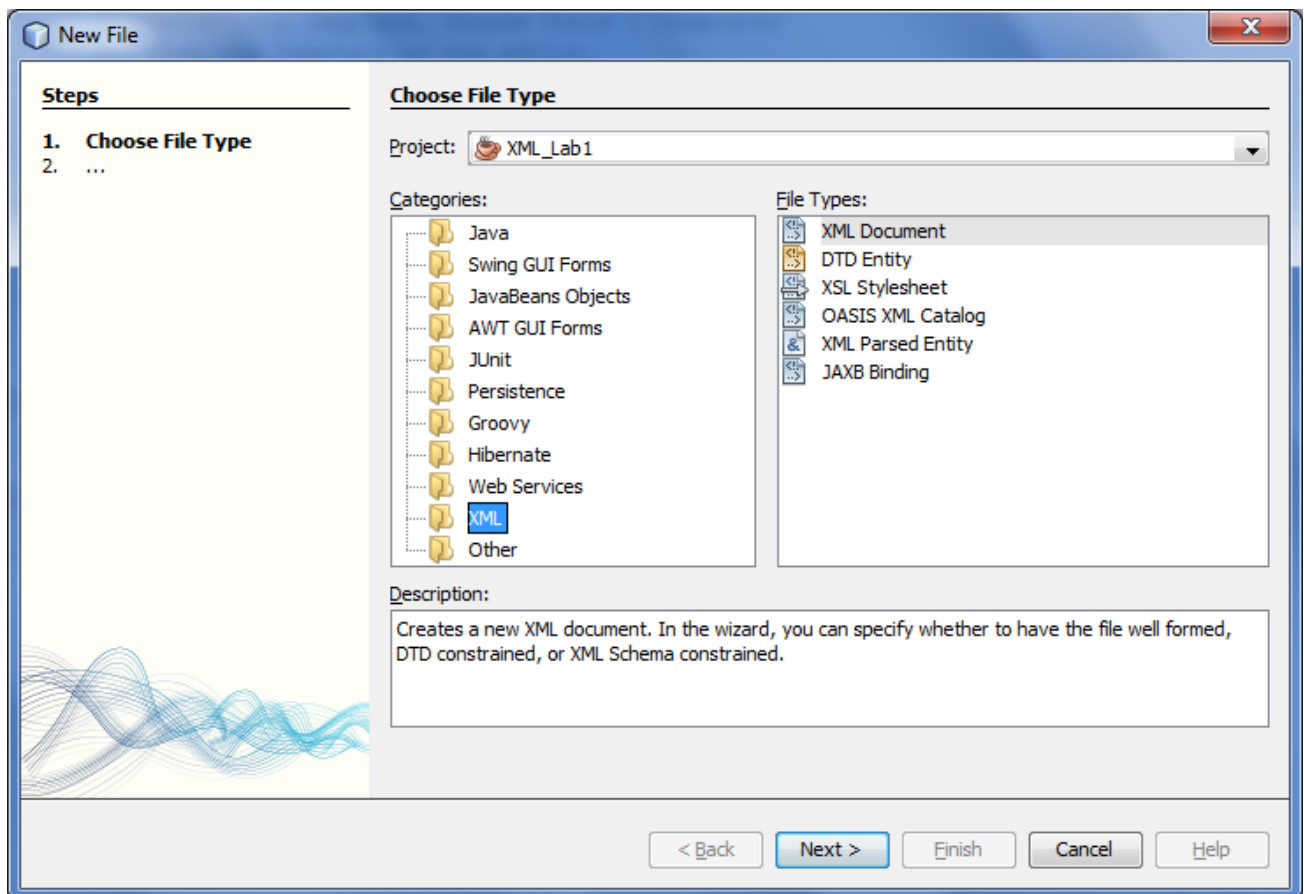 New File
Steps
1. Choose File Type
2. ...
Choose File Type
Project: XML_Lab1
Categories:
Java
Swing GUI Forms
JavaBeans Objects
AWT GUI Forms
JUnit
Persistence
Groovy
Hibernate
Web Services
XML
Other
File Types:
XML Document
DTD Entity
XSL Stylesheet
OASIS XML Catalog
XML Parsed Entity
JAXB Binding
Description:
Creates a new XML document. In the wizard, you can specify whether to have the file well formed,
DTD constrained, or XML Schema constrained.
< Back Next > Finish Cancel Help